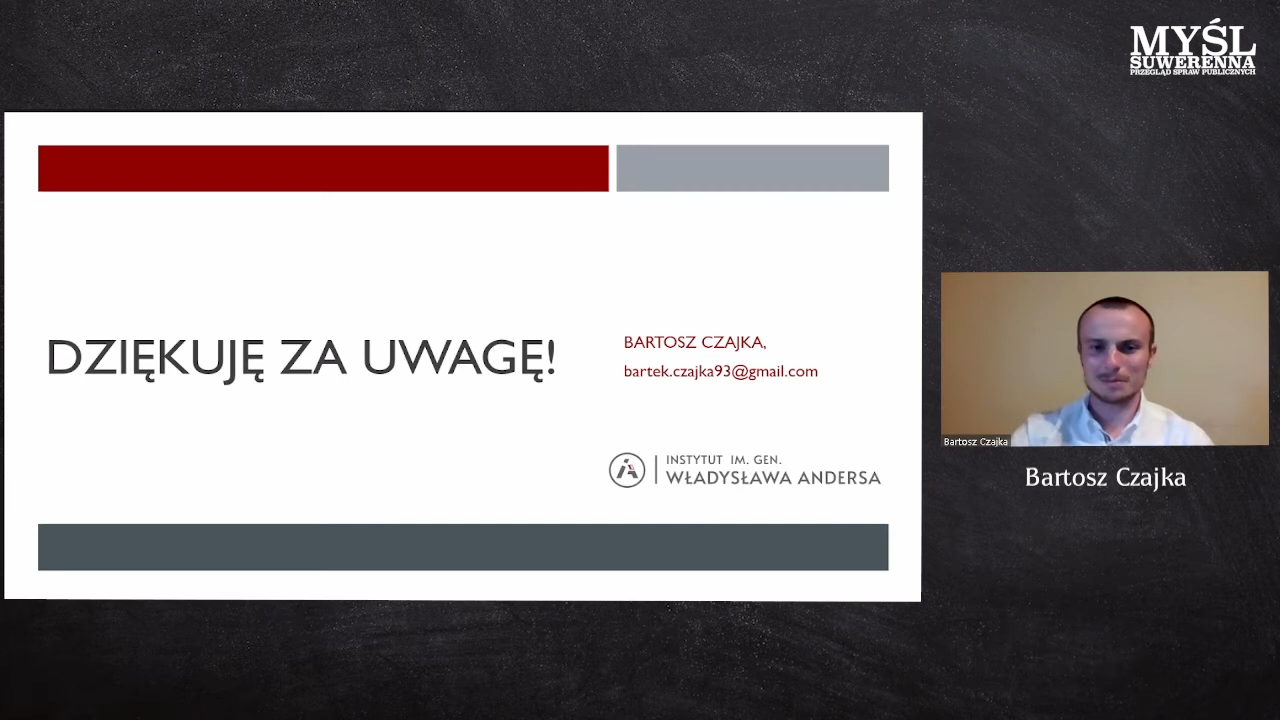 MYŚL
SUWERENNA
PRZEGLĄD SPRAW PUBLICZNYCH
DZIĘKUJĘ ZA UWAGĘ!
BARTOSZ CZAJKA,
bartek.czajka93@gmail.com
INSTYTUT IM. GEN.
WŁADYSŁAWA ANDERSA
Bartosz Czajka
Bartosz Czajka